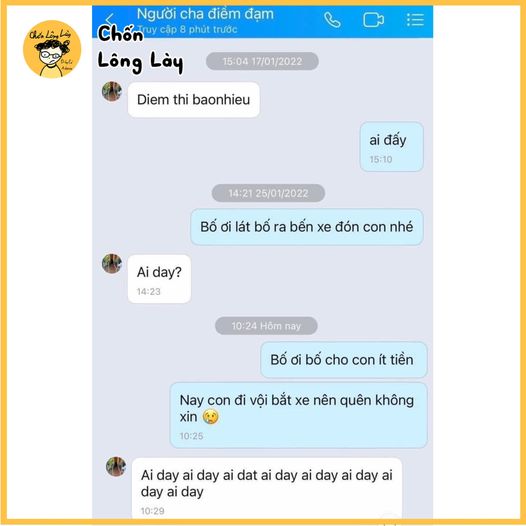 Người cha điềm đạm
Truy cập 8 phút trước
Chốn Lông Lày
Chốn
Lông Lày
15:04 17/01/2022
Diem thi baonhieu
ai đấy
15:10
14:21 25/01/2022
Bố ơi lát bố ra bến xe đón con nhé
Ai day?
14:23
10:24 Hôm nay
Bố ơi bố cho con ít tiền
Nay con đi vội bắt xe nên quên không
xin 😢
10:25
Ai day ai day ai dat ai day ai day ai day ai
day ai day
10:29